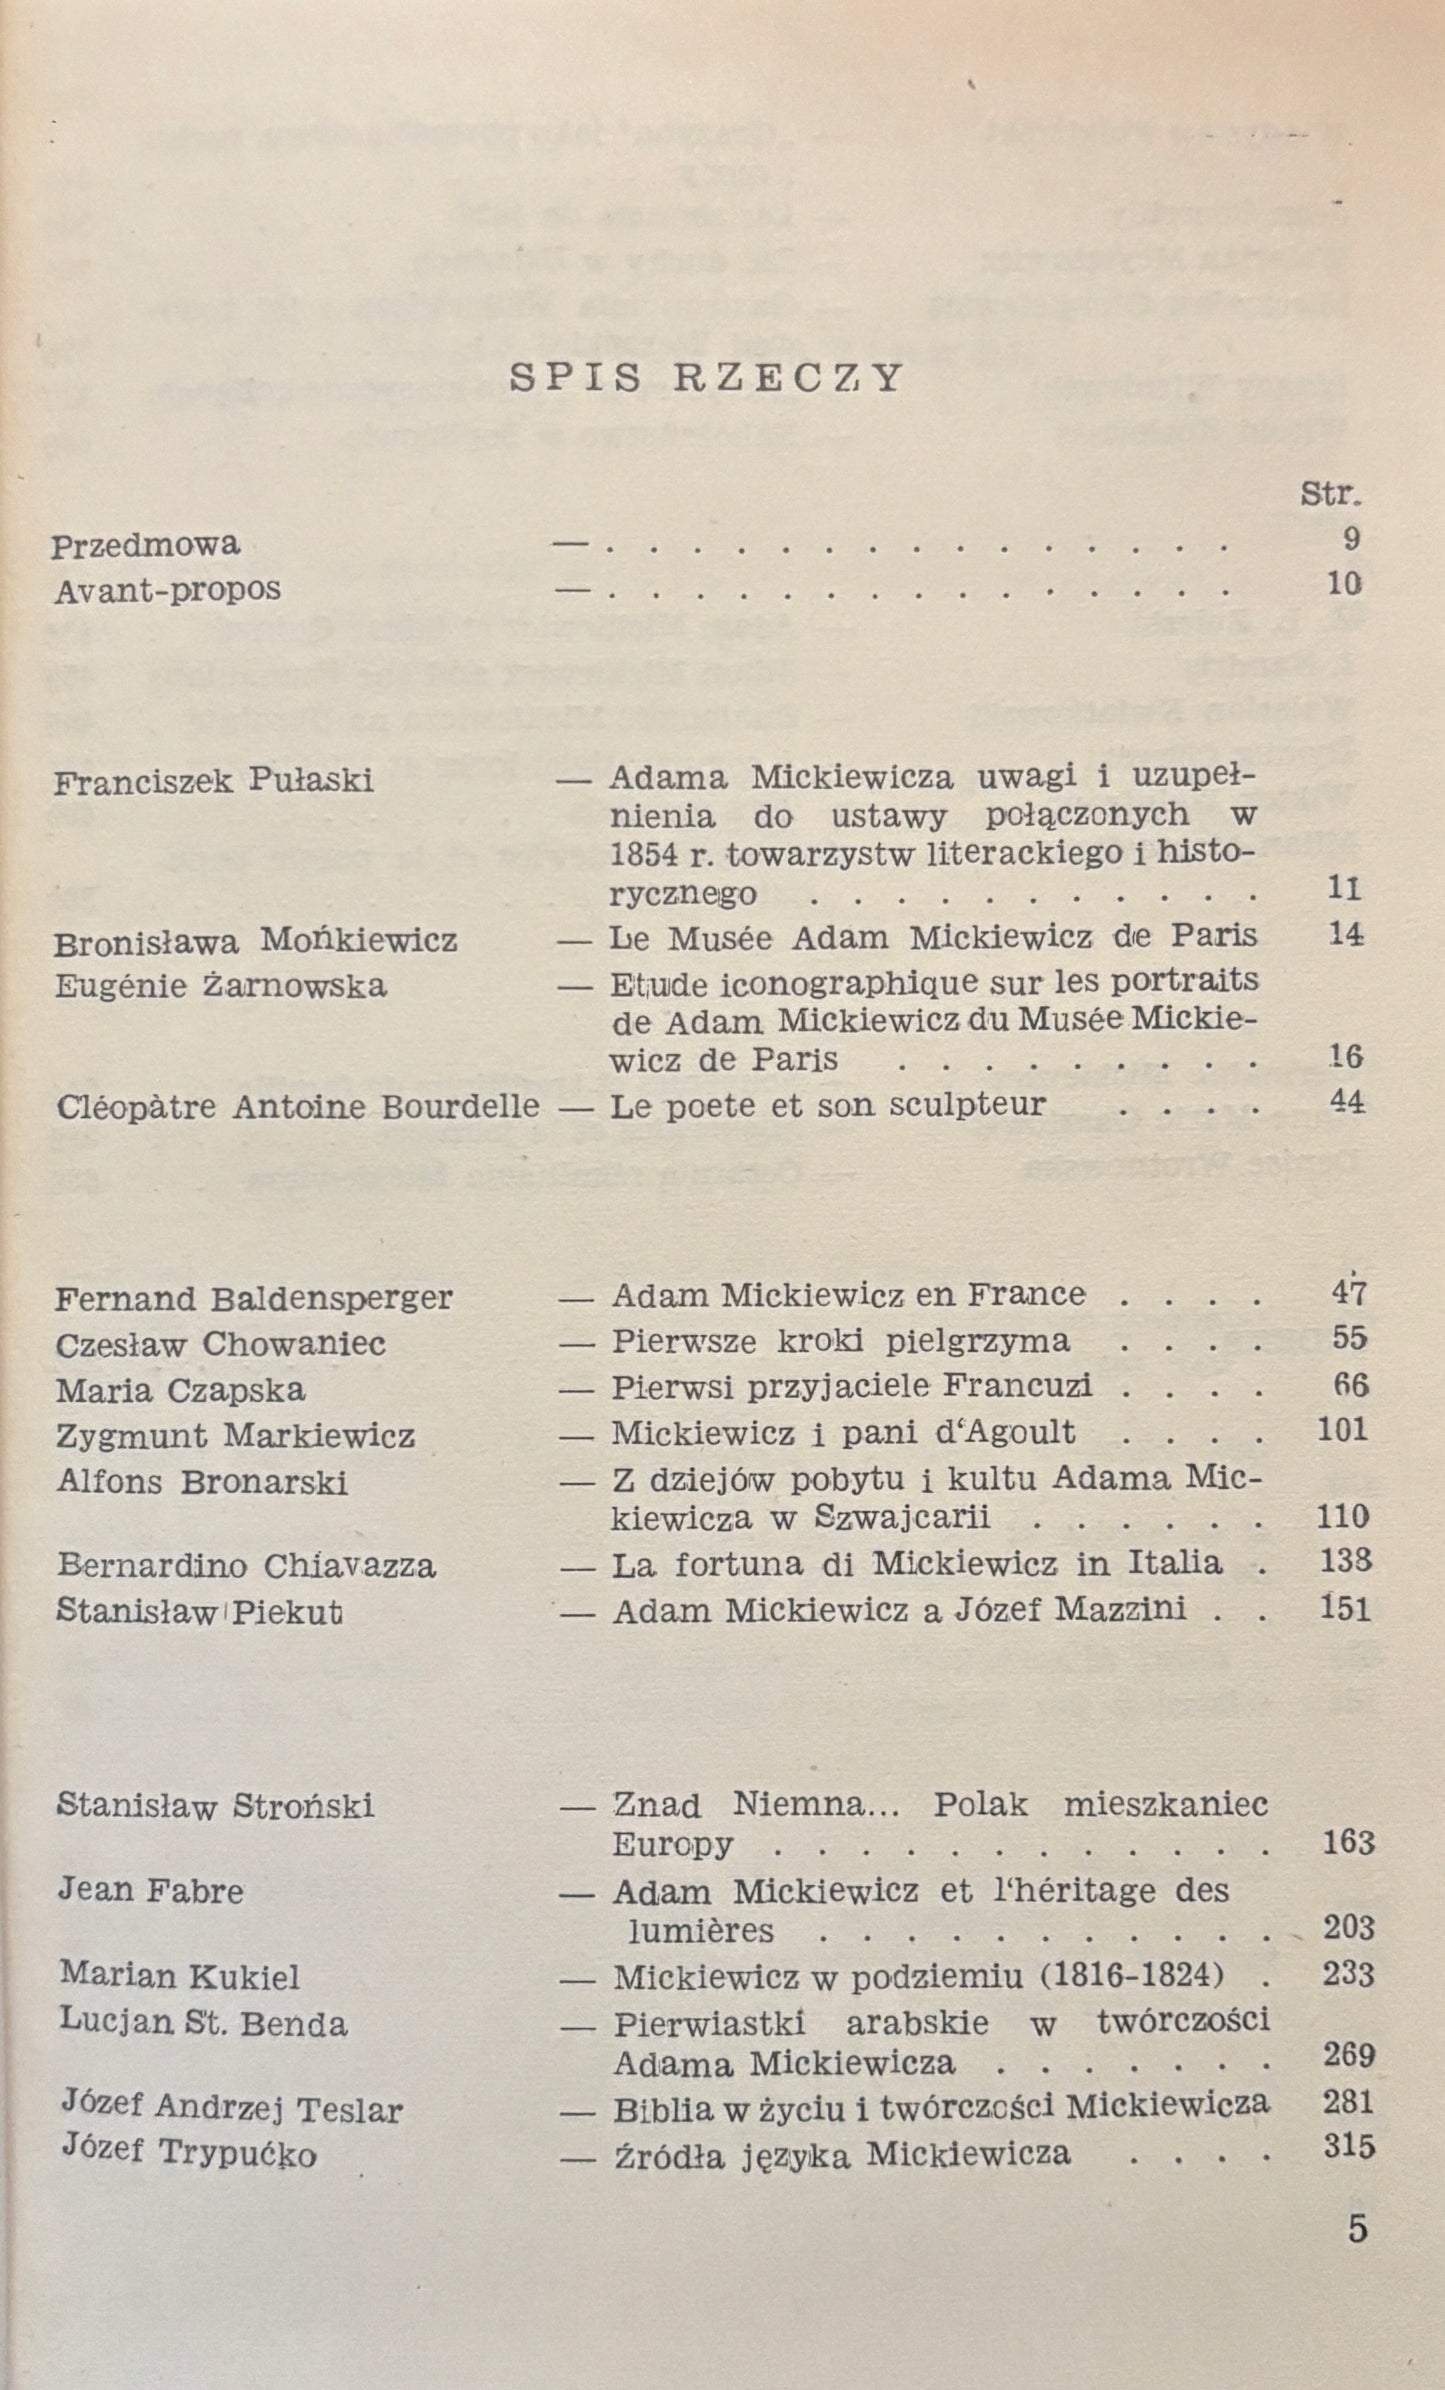 SPIS RZECZY
Str.
Przedmowa — . . . . . . . . . . . . . . . 9
Avant-propos — . . . . . . . . . . . . . . . 10
Franciszek Pułaski — Adama Mickiewicza uwagi i uzupeł-
nienia do ustawy połączonych w
1854 r. towarzystw literackiego i histo-
rycznego . . . . . . . . . . . 11
Bronisława Mońkiewicz — Le Musée Adam Mickiewicz de Paris 14
Eugénie Żarnowska — Etude iconographique sur les portraits
de Adam Mickiewicz du Musée Mickie-
wicz de Paris . . . . . . . . . 16
Cléopàtre Antoine Bourdelle — Le poete et son sculpteur . . . . 44
Fernand Baldensperger — Adam Mickiewicz en France . . . . 47
Czesław Chowaniec — Pierwsze kroki pielgrzyma . . . . 55
Maria Czapska — Pierwsi przyjaciele Francuzi . . . . 66
Zygmunt Markiewicz — Mickiewicz i pani d‘Agoult . . . . 101
Alfons Bronarski — Z dziejów pobytu i kultu Adama Mic-
kiewicza w Szwajcarii . . . . . . 110
Bernardino Chiavazza — La fortuna di Mickiewicz in Italia . 138
Stanisław Piekut — Adam Mickiewicz a Józef Mazzini . . 151
Stanisław Stroński — Znad Niemna... Polak mieszkaniec
Europy . . . . . . . . . . . . 163
Jean Fabre — Adam Mickiewicz et l‘héritage des
lumières . . . . . . . . . . . 203
Marian Kukiel — Mickiewicz w podziemiu (1816-1824) . 233
Lucjan St. Benda — Pierwiastki arabskie w twórczości
Adama Mickiewicza . . . . . . . 269
Józef Andrzej Teslar — Biblia w życiu i twórczości Mickiewicza 281
Józef Trypućko — Źródła języka Mickiewicza . . . . 315
5